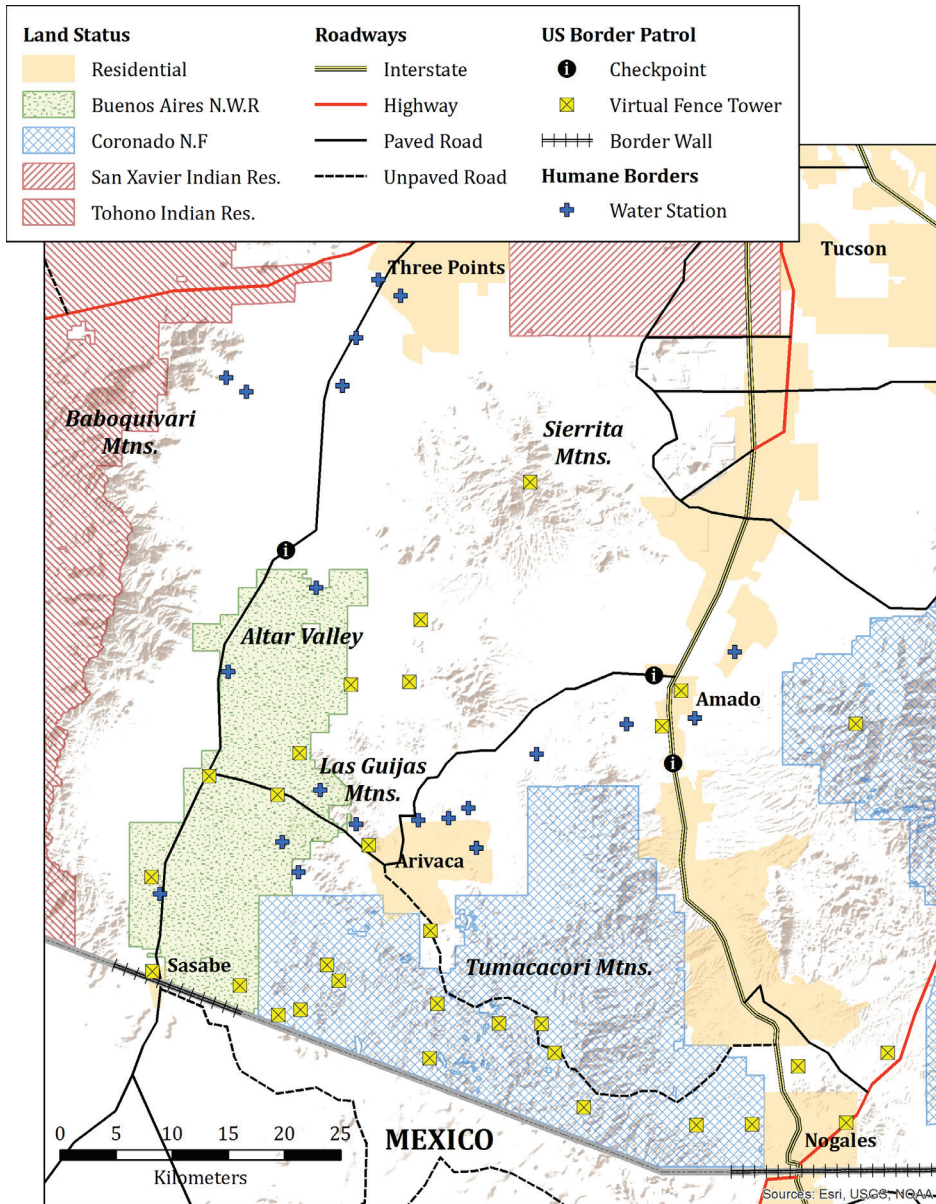 Land Status
Residential
Buenos Aires N.W.R
Coronado N.F
San Xavier Indian Res.
Tohono Indian Res.
Roadways
Interstate
Highway
Paved Road
Unpaved Road
US Border Patrol
i
Checkpoint
Virtual Fence Tower
Border Wall
Humane Borders
Water Station
Tucson
Three Points
Baboquivari
Mtns.
Sierrita
Mtns.
i
Altar Valley
i
Amado
i
Las Guijas
Mtns.
Arivaca
Sasabe
Tumacacori Mtns.
MEXICO
Nogales
0 5 10 15 20 25
Kilometers
Sources: Esri, USGS, NOAA